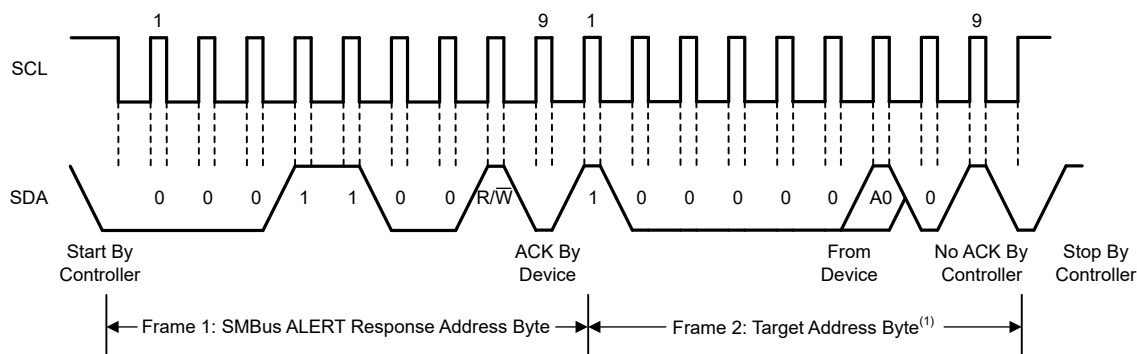 1 9 1 9
SCL
SDA 0 0 0 1 1 0 0 R/W̅ 1 0 0 0 0 0 A0 0
Start By
Controller
ACK By
Device
From
Device
No ACK By
Controller
Stop By
Controller
Frame 1: SMBus ALERT Response Address Byte
Frame 2: Target Address Byte(1)